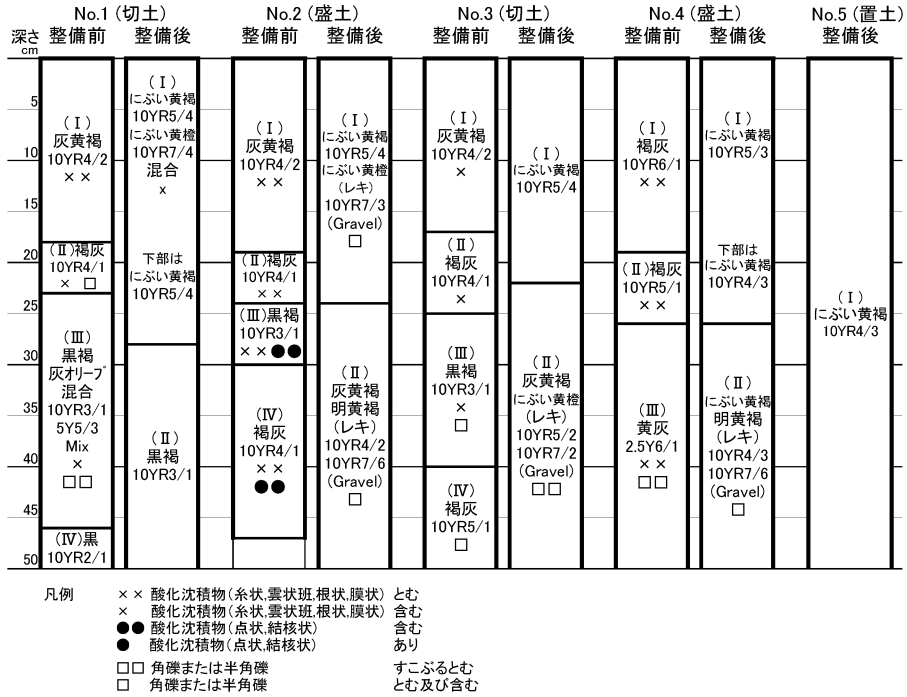 No.1 (切土)
No.2 (盛土)
No.3 (切土)
No.4 (盛土)
No.5 (置土)
深さ
cm
整備前
整備後
整備前
整備後
整備前
整備後
整備前
整備後
整備後
5
10
15
20
25
30
35
40
45
50
(Ⅰ)
灰黄褐
10YR4/2
××
(Ⅱ)褐灰
10YR4/1
× □
(Ⅲ)
黒褐
灰オリーブ
混合
10YR3/1
5Y5/3
Mix
×
□□
(Ⅳ)黒
10YR2/1
(Ⅰ)
にぶい黄褐
10YR5/4
にぶい黄橙
10YR7/4
混合
x
下部は
にぶい黄褐
10YR5/4
(Ⅱ)
黒褐
10YR3/1
(Ⅰ)
灰黄褐
10YR4/2
××
(Ⅱ)褐灰
10YR4/1
××
(Ⅲ)黒褐
10YR3/1
××●●
(Ⅳ)
褐灰
10YR4/1
××
●●
(Ⅰ)
にぶい黄褐
10YR5/4
にぶい黄橙
(レキ)
10YR7/3
(Gravel)
□
(Ⅱ)
灰黄褐
明黄褐
(レキ)
10YR4/2
10YR7/6
(Gravel)
□
(Ⅰ)
灰黄褐
10YR4/2
×
(Ⅱ)
褐灰
10YR4/1
×
(Ⅲ)
黒褐
10YR3/1
×
□
(Ⅳ)
褐灰
10YR5/1
□
(Ⅰ)
にぶい黄褐
10YR5/4
(Ⅱ)
灰黄褐
にぶい黄橙
(レキ)
10YR5/2
10YR7/2
(Gravel)
□□
(Ⅰ)
褐灰
10YR6/1
××
(Ⅱ)褐灰
10YR5/1
××
(Ⅲ)
黄灰
2.5Y6/1
××
□□
(Ⅰ)
にぶい黄褐
10YR5/3
下部は
にぶい黄褐
10YR4/3
(Ⅱ)
にぶい黄褐
明黄褐
(レキ)
10YR4/3
10YR7/6
(Gravel)
□
(Ⅰ)
にぶい黄褐
10YR4/3
凡例
×× 酸化沈積物(糸状,雲状班,根状,膜状) とむ
× 酸化沈積物(糸状,雲状班,根状,膜状) 含む
●● 酸化沈積物(点状,結核状) 含む
● 酸化沈積物(点状,結核状) あり
□□ 角礫または半角礫 すこぶるとむ
□ 角礫または半角礫 とむ及び含む